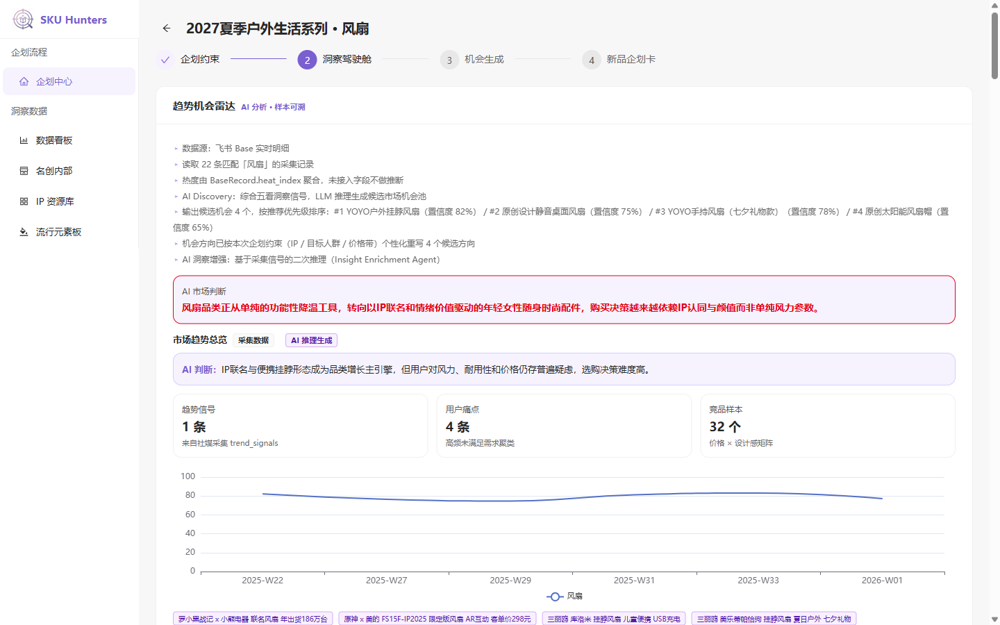 SKU Hunters
企划流程
企划中心
洞察数据
数据看板
名创内部
IP 资源库
流行元素板
2027夏季户外生活系列 • 风扇
企划约束
2 洞察驾驶舱
3 机会生成
4 新品企划卡
趋势机会雷达 AI 分析 • 样本可溯
数据源：飞书 Base 实时明细
读取 22 条匹配「风扇」的采集记录
热度由 BaseRecord.heat_index 聚合，未接入字段不做推断
AI Discovery：综合五看洞察信号，LLM 推理生成候选市场机会池
输出候选机会 4 个，按推荐优先级排序：#1 YOYO户外挂脖风扇（置信度 82%） / #2 原创设计静音桌面风扇（置信度 75%） / #3 YOYO手持风扇（七夕礼物款）（置信度 78%） / #4 原创太阳能风扇帽（置
信度 65%）
机会方向已按本次企划约束（IP / 目标人群 / 价格带）个性化重写 4 个候选方向
AI 洞察增强：基于采集信号的二次推理（Insight Enrichment Agent）
AI 市场判断
风扇品类正从单纯的功能性降温工具，转向以IP联名和情绪价值驱动的年轻女性随身时尚配件，购买决策越来越依赖IP认同与颜值而非单纯风力参数。
市场趋势总览 采集数据 AI 推理生成
AI 判断：IP联名与便携挂脖形态成为品类增长主引擎，但用户对风力、耐用性和价格仍存普遍疑虑，选购决策难度高。
趋势信号
1 条
来自社媒采集 trend_signals
用户痛点
4 条
高频未满足需求聚类
竞品样本
32 个
价格 × 设计感矩阵
100
80
60
40
20
0
2025-W22 2025-W27 2025-W29 2025-W31 2025-W33 2026-W01
风扇
罗小黑战记 x 小熊电器 联名风扇 年出货186万台
原神 x 美的 FS15F-IP2025 限定版风扇 AR互动 客单价298元
三丽鸥 库洛米 挂脖风扇 儿童便携 USB充电
三丽鸥 美乐蒂帕恰狗 挂脖风扇 夏日户外 七夕礼物